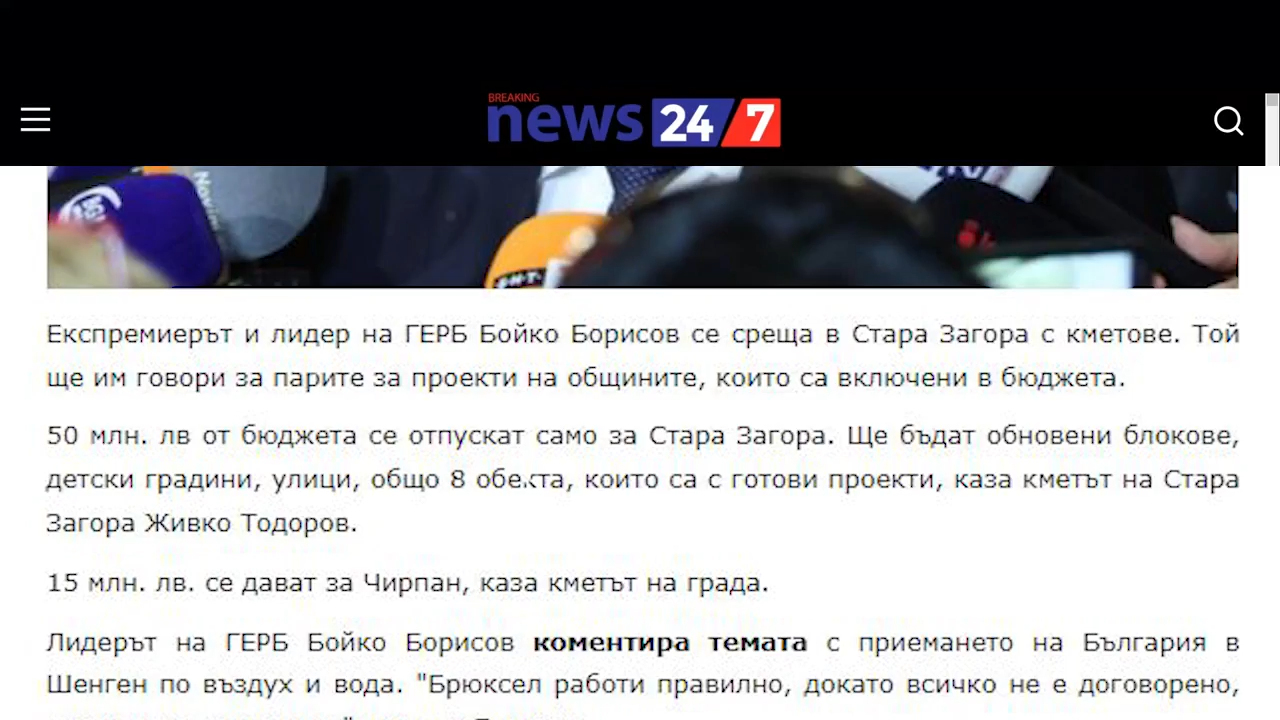 BREAKING
news 24 7
Novin
Експремиерът и лидер на ГЕРБ Бойко Борисов се среща в Стара Загора с кметове. Той
ще им говори за парите за проекти на общините, които са включени в бюджета.
50 млн. лв от бюджета се отпускат само за Стара Загора. Ще бъдат обновени блокове,
детски градини, улици, общо 8 обекта, които са с готови проекти, каза кметът на Стара
Загора Живко Тодоров.
15 млн. лв. се дават за Чирпан, каза кметът на града.
Лидерът на ГЕРБ Бойко Борисов коментира темата с приемането на България в
Шенген по въздух и вода. "Брюксел работи правилно, докато всичко не е договорено,